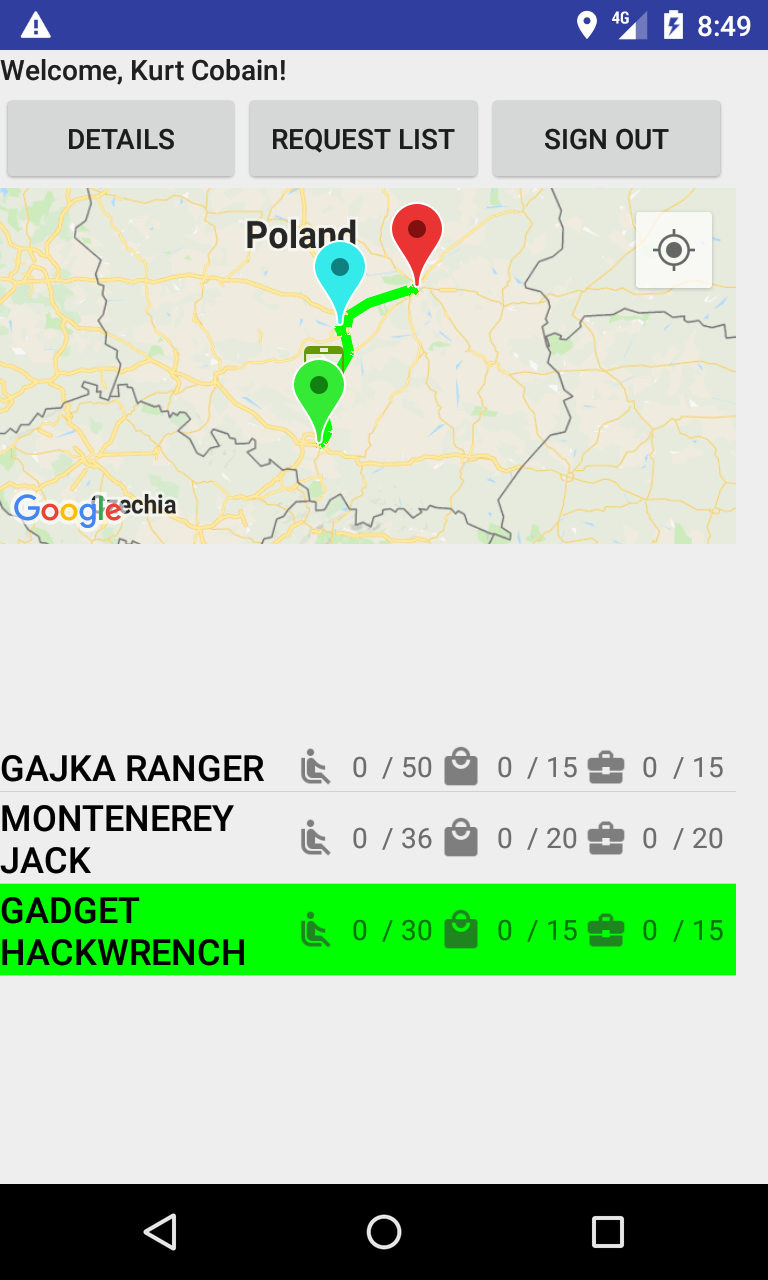 4G 8:49
Welcome, Kurt Cobain!
DETAILS REQUEST LIST SIGN OUT
Poland
Google Czechia
GAJKA RANGER 0 / 50 0 / 15 0 / 15
MONTENEREY
JACK 0 / 36 0 / 20 0 / 20
GADGET
HACKWRENCH 0 / 30 0 / 15 0 / 15